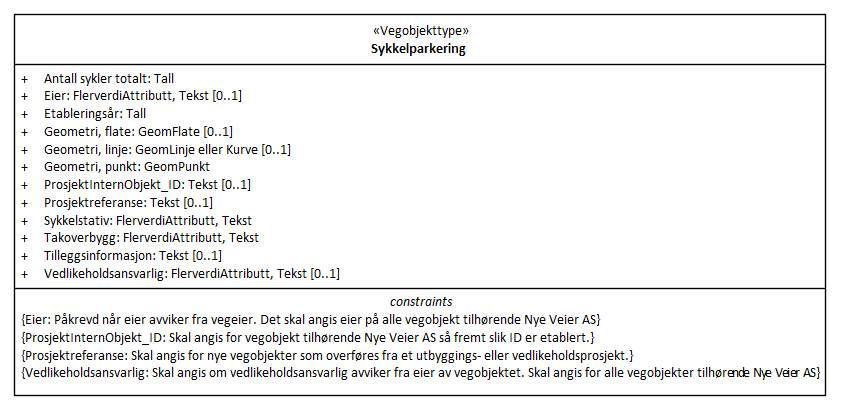 «Vegobjekttype»
Sykkelparkering
+ Antall sykler totalt: Tall
+ Eier: FlerverdiAttributt, Tekst [0..1]
+ Etableringsår: Tall
+ Geometri, flate: GeomFlate [0..1]
+ Geometri, linje: GeomLinje eller Kurve [0..1]
+ Geometri, punkt: GeomPunkt
+ ProsjektInternObjekt_ID: Tekst [0..1]
+ Prosjektreferanse: Tekst [0..1]
+ Sykkelstativ: FlerverdiAttributt, Tekst
+ Takoverbygg: FlerverdiAttributt, Tekst
+ Tilleggsinformasjon: Tekst [0..1]
+ Vedlikeholdsansvarlig: FlerverdiAttributt, Tekst [0..1]
constraints
{Eier: Påkrevd når eier avviker fra vegeier. Det skal angis eier på alle vegobjekt tilhørende Nye Veier AS}
{ProsjektInternObjekt_ID: Skal angis for vegobjekt tilhørende Nye Veier AS så fremt slik ID er etablert.}
{Prosjektreferanse: Skal angis for nye vegobjekter som overføres fra et utbyggings- eller vedlikeholdsprosjekt.}
{Vedlikeholdsansvarlig: Skal angis om vedlikeholdsansvarlig avviker fra eier av vegobjektet. Skal angis for alle vegobjekter tilhørende Nye Veier AS}